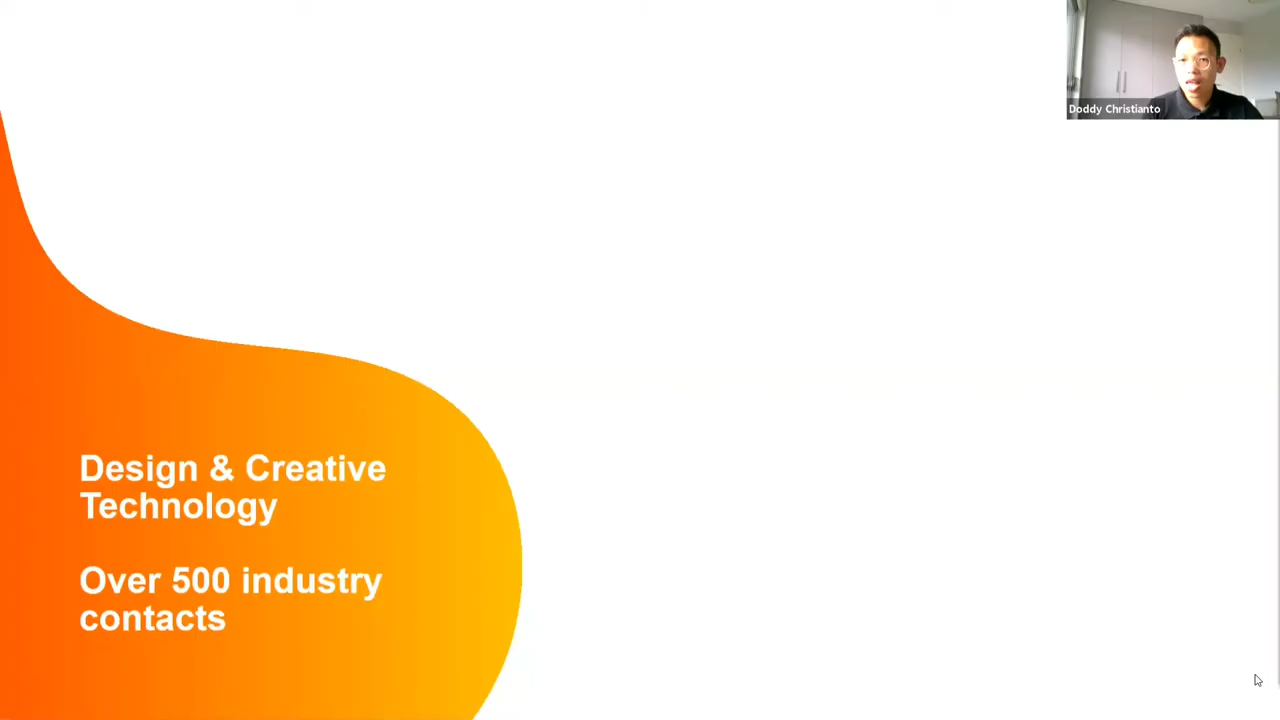 Doddy Christianto
Design & Creative
Technology
Over 500 industry
contacts